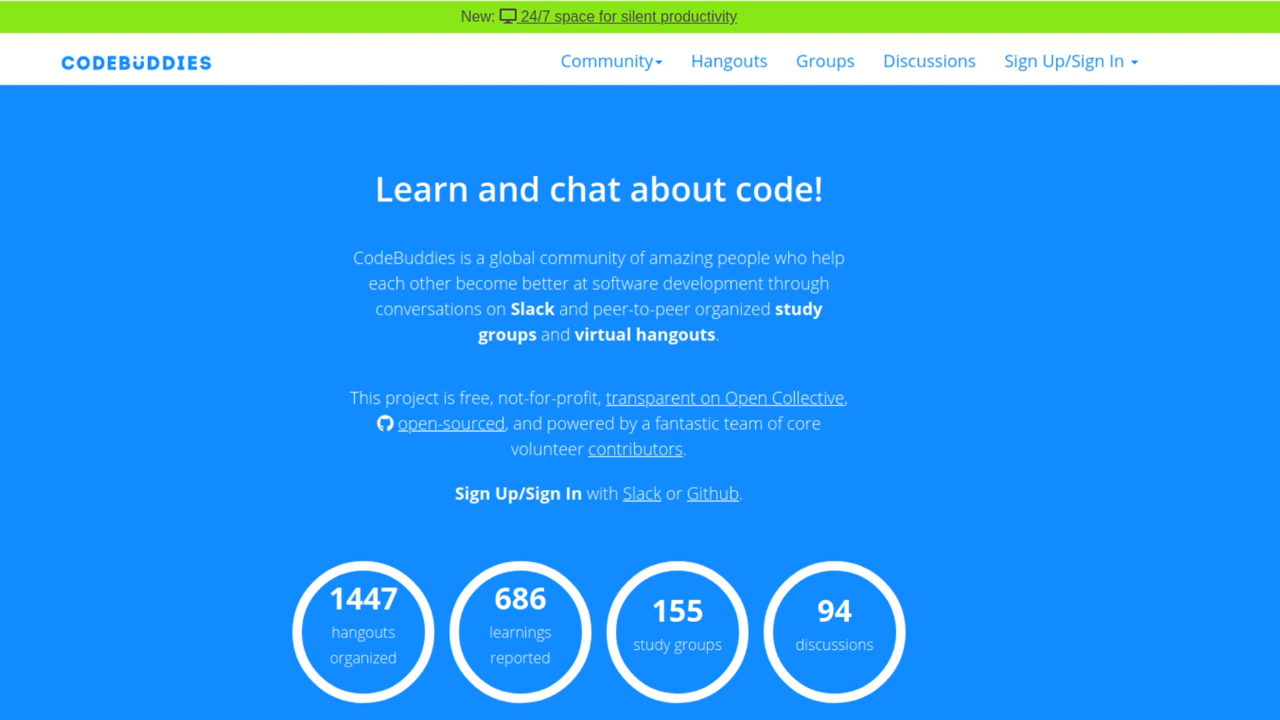 New: 24/7 space for silent productivity
CODEBUDDIES
Community Hangouts Groups Discussions Sign Up/Sign In
Learn and chat about code!
CodeBuddies is a global community of amazing people who help
each other become better at software development through
conversations on Slack and peer-to-peer organized study
groups and virtual hangouts.
This project is free, not-for-profit, transparent on Open Collective,
open-sourced, and powered by a fantastic team of core
volunteer contributors.
Sign Up/Sign In with Slack or Github.
1447
hangouts
organized
686
learnings
reported
155
study groups
94
discussions